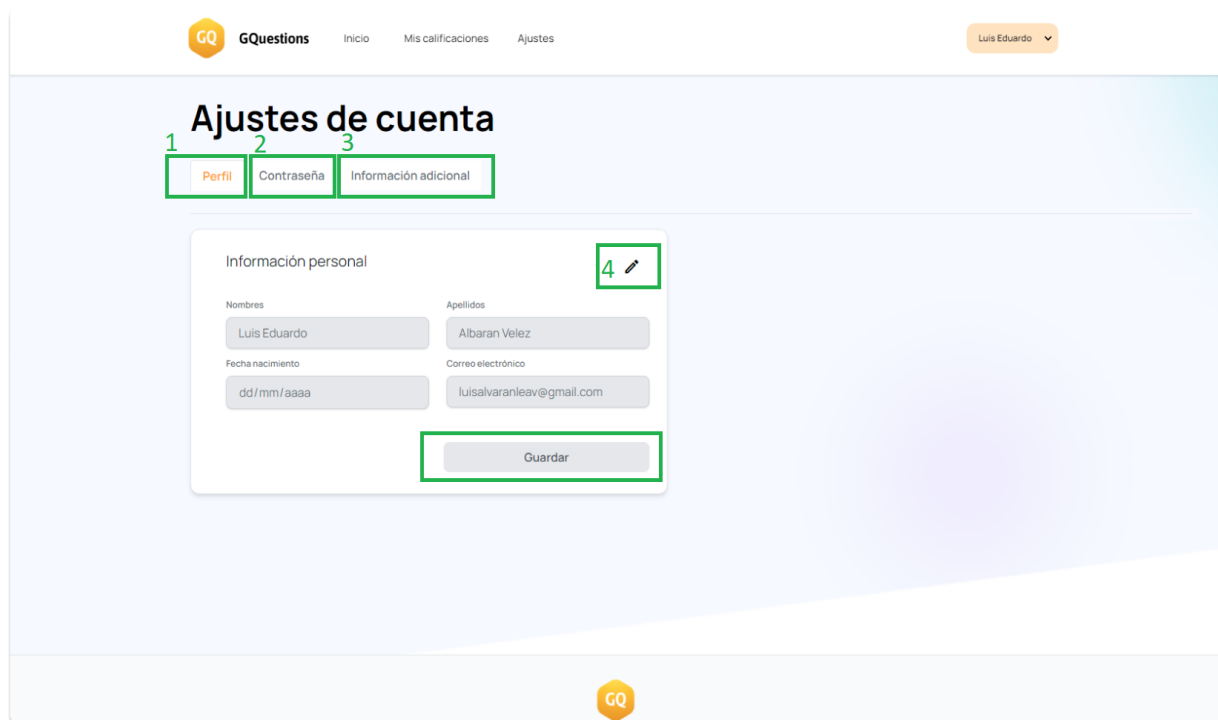 GQ GQuestions Inicio Mis calificaciones Ajustes Luis Eduardo
Ajustes de cuenta
1 2 3
Perfil Contraseña Información adicional
Información personal
4
Nombres Apellidos
Luis Eduardo Albaran Velez
Fecha nacimiento Correo electrónico
dd/mm/aaaa luisalvaranleav@gmail.com
Guardar
GQ